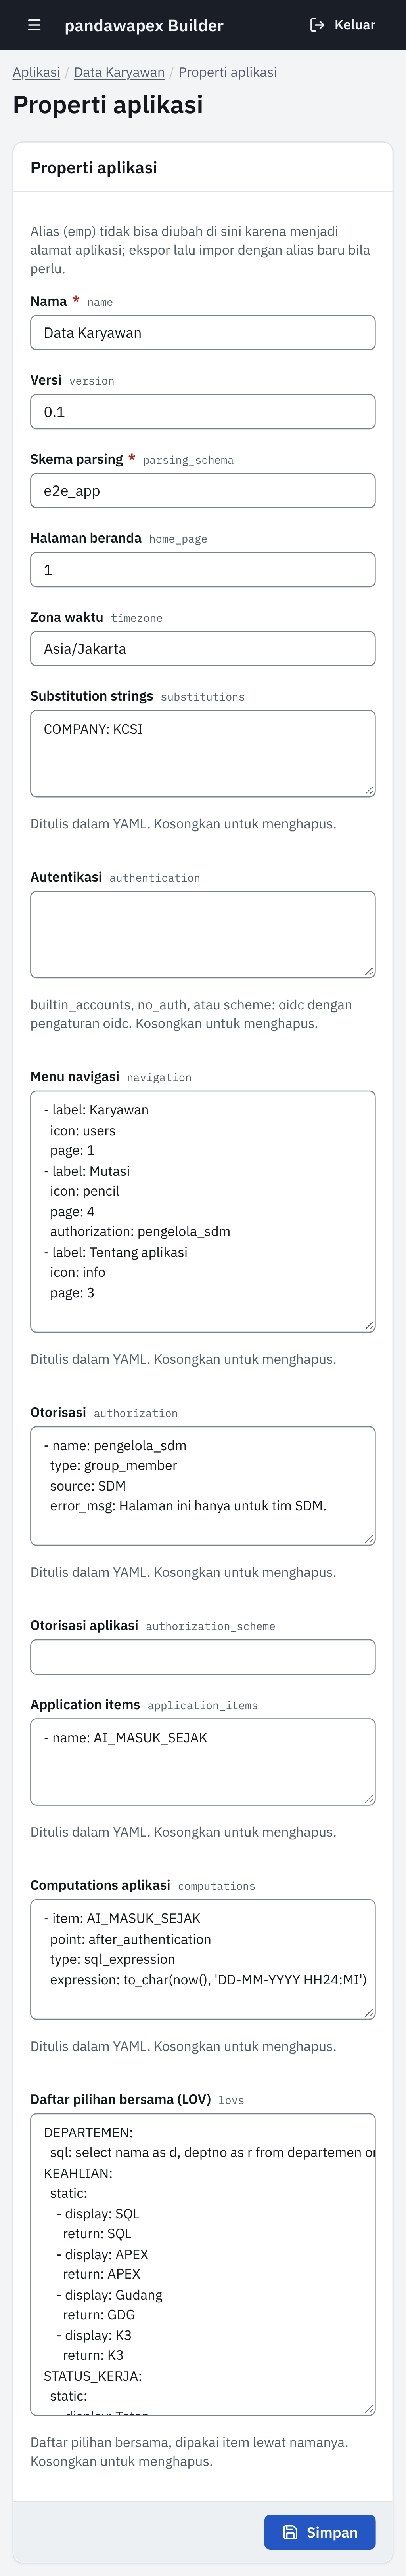 pandawapex Builder
Keluar
Aplikasi / Data Karyawan / Properti aplikasi
Properti aplikasi
Properti aplikasi
Alias (emp) tidak bisa diubah di sini karena menjadi
alamat aplikasi; ekspor lalu impor dengan alias baru bila
perlu.
Nama * name
Data Karyawan
Versi version
0.1
Skema parsing * parsing_schema
e2e_app
Halaman beranda home_page
1
Zona waktu timezone
Asia/Jakarta
Substitution strings substitutions
COMPANY: KCSI
Ditulis dalam YAML. Kosongkan untuk menghapus.
Autentikasi authentication
builtin_accounts, no_auth, atau scheme: oidc dengan
pengaturan oidc. Kosongkan untuk menghapus.
Menu navigasi navigation
- label: Karyawan
  icon: users
  page: 1
- label: Mutasi
  icon: pencil
  page: 4
  authorization: pengelola_sdm
- label: Tentang aplikasi
  icon: info
  page: 3
Ditulis dalam YAML. Kosongkan untuk menghapus.
Otorisasi authorization
- name: pengelola_sdm
  type: group_member
  source: SDM
  error_msg: Halaman ini hanya untuk tim SDM.
Ditulis dalam YAML. Kosongkan untuk menghapus.
Otorisasi aplikasi authorization_scheme
Application items application_items
- name: AI_MASUK_SEJAK
Ditulis dalam YAML. Kosongkan untuk menghapus.
Computations aplikasi computations
- item: AI_MASUK_SEJAK
  point: after_authentication
  type: sql_expression
  expression: to_char(now(), 'DD-MM-YYYY HH24:MI')
Ditulis dalam YAML. Kosongkan untuk menghapus.
Daftar pilihan bersama (LOV) lovs
DEPARTEMEN:
  sql: select nama as d, deptno as r from departemen
KEAHLIAN:
  static:
    - display: SQL
      return: SQL
    - display: APEX
      return: APEX
    - display: Gudang
      return: GDG
    - display: K3
      return: K3
STATUS_KERJA:
  static:
Daftar pilihan bersama, dipakai item lewat namanya.
Kosongkan untuk menghapus.
Simpan